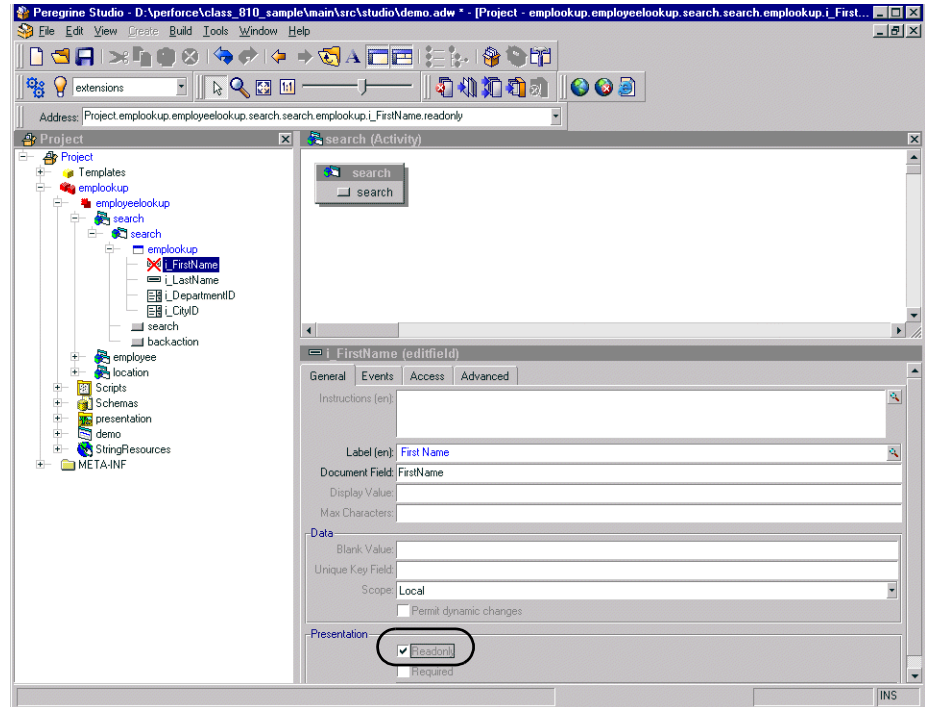 Peregrine Studio - D:\perforce\class_810_sample\main\src\studio\demo.adw * - [Project - emplookup.employeelookup.search.search.emplookup.i_First...
File Edit View Create Build Tools Window Help
A
1:1
extensions
Address: Project.emplookup.employeelookup.search.search.emplookup.i_FirstName.readonly
Project
search (Activity)
Project
Templates
emplookup
employeelookup
search
search
emplookup
i_FirstName
i_LastName
i_DepartmentID
i_CityID
search
backaction
employee
location
Scripts
Schemas
presentation
demo
StringResources
META-INF
search
search
i_FirstName (editfield)
General Events Access Advanced
Instructions (en):
Label (en): First Name
Document Field: FirstName
Display Value:
Max Characters:
Data
Blank Value:
Unique Key Field:
Scope: Local
Permit dynamic changes
Presentation
Readonly
Required
INS